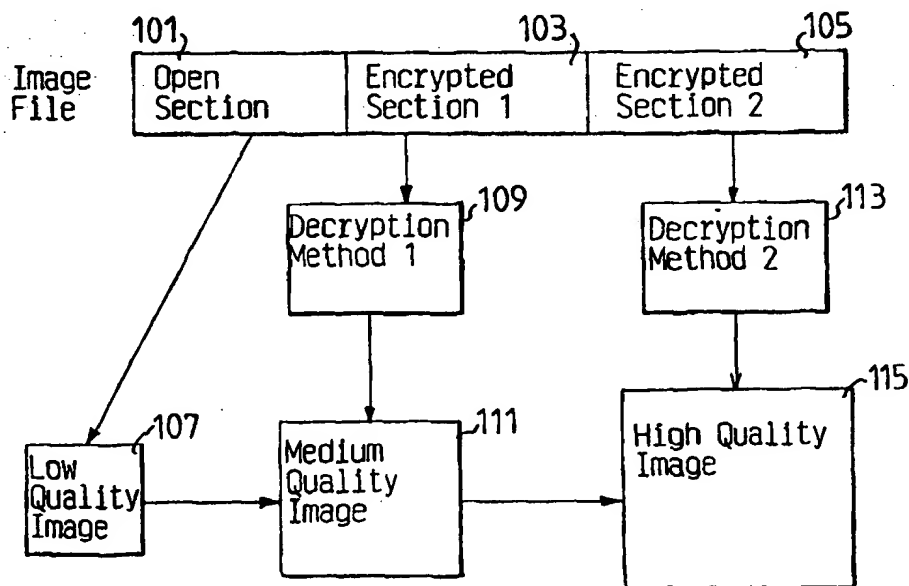 101
103
105
Image
File
Open
Section
Encrypted
Section 1
Encrypted
Section 2
109
Decryption
Method 1
113
Decryption
Method 2
107
Low
Quality
Image
111
Medium
Quality
Image
115
High Quality
Image